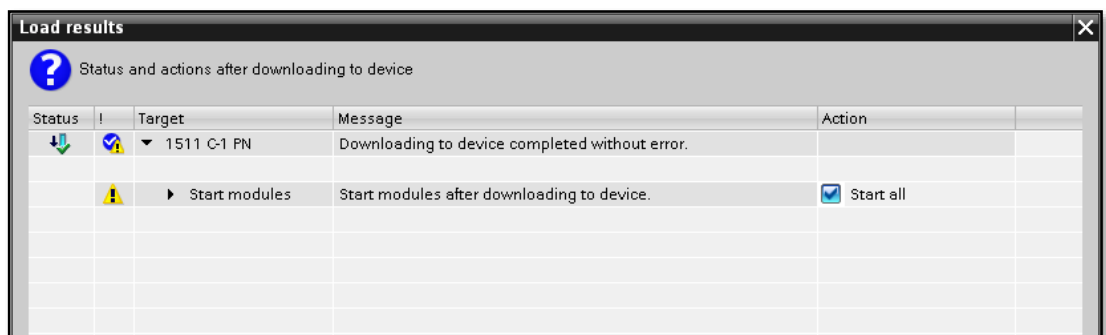 Load results
Status and actions after downloading to device
Status ! Target Message Action
1511 C-1 PN Downloading to device completed without error.
Start modules Start modules after downloading to device. Start all